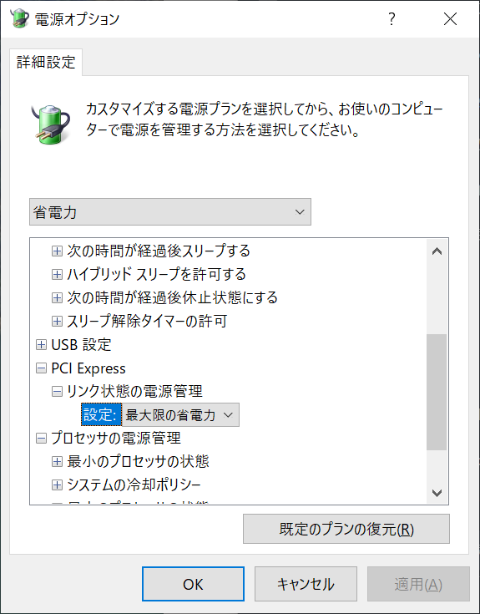 電源オプション
詳細設定
カスタマイズする電源プランを選択してから、お使いのコンピュー
ターで電源を管理する方法を選択してください。
省電力
次の時間が経過後スリープする
ハイブリッド スリープを許可する
次の時間が経過後休止状態にする
スリープ解除タイマーの許可
USB 設定
PCI Express
リンク状態の電源管理
設定: 最大限の省電力
プロセッサの電源管理
最小のプロセッサの状態
システムの冷却ポリシー
既定のプランの復元(R)
OK キャンセル 適用(A)